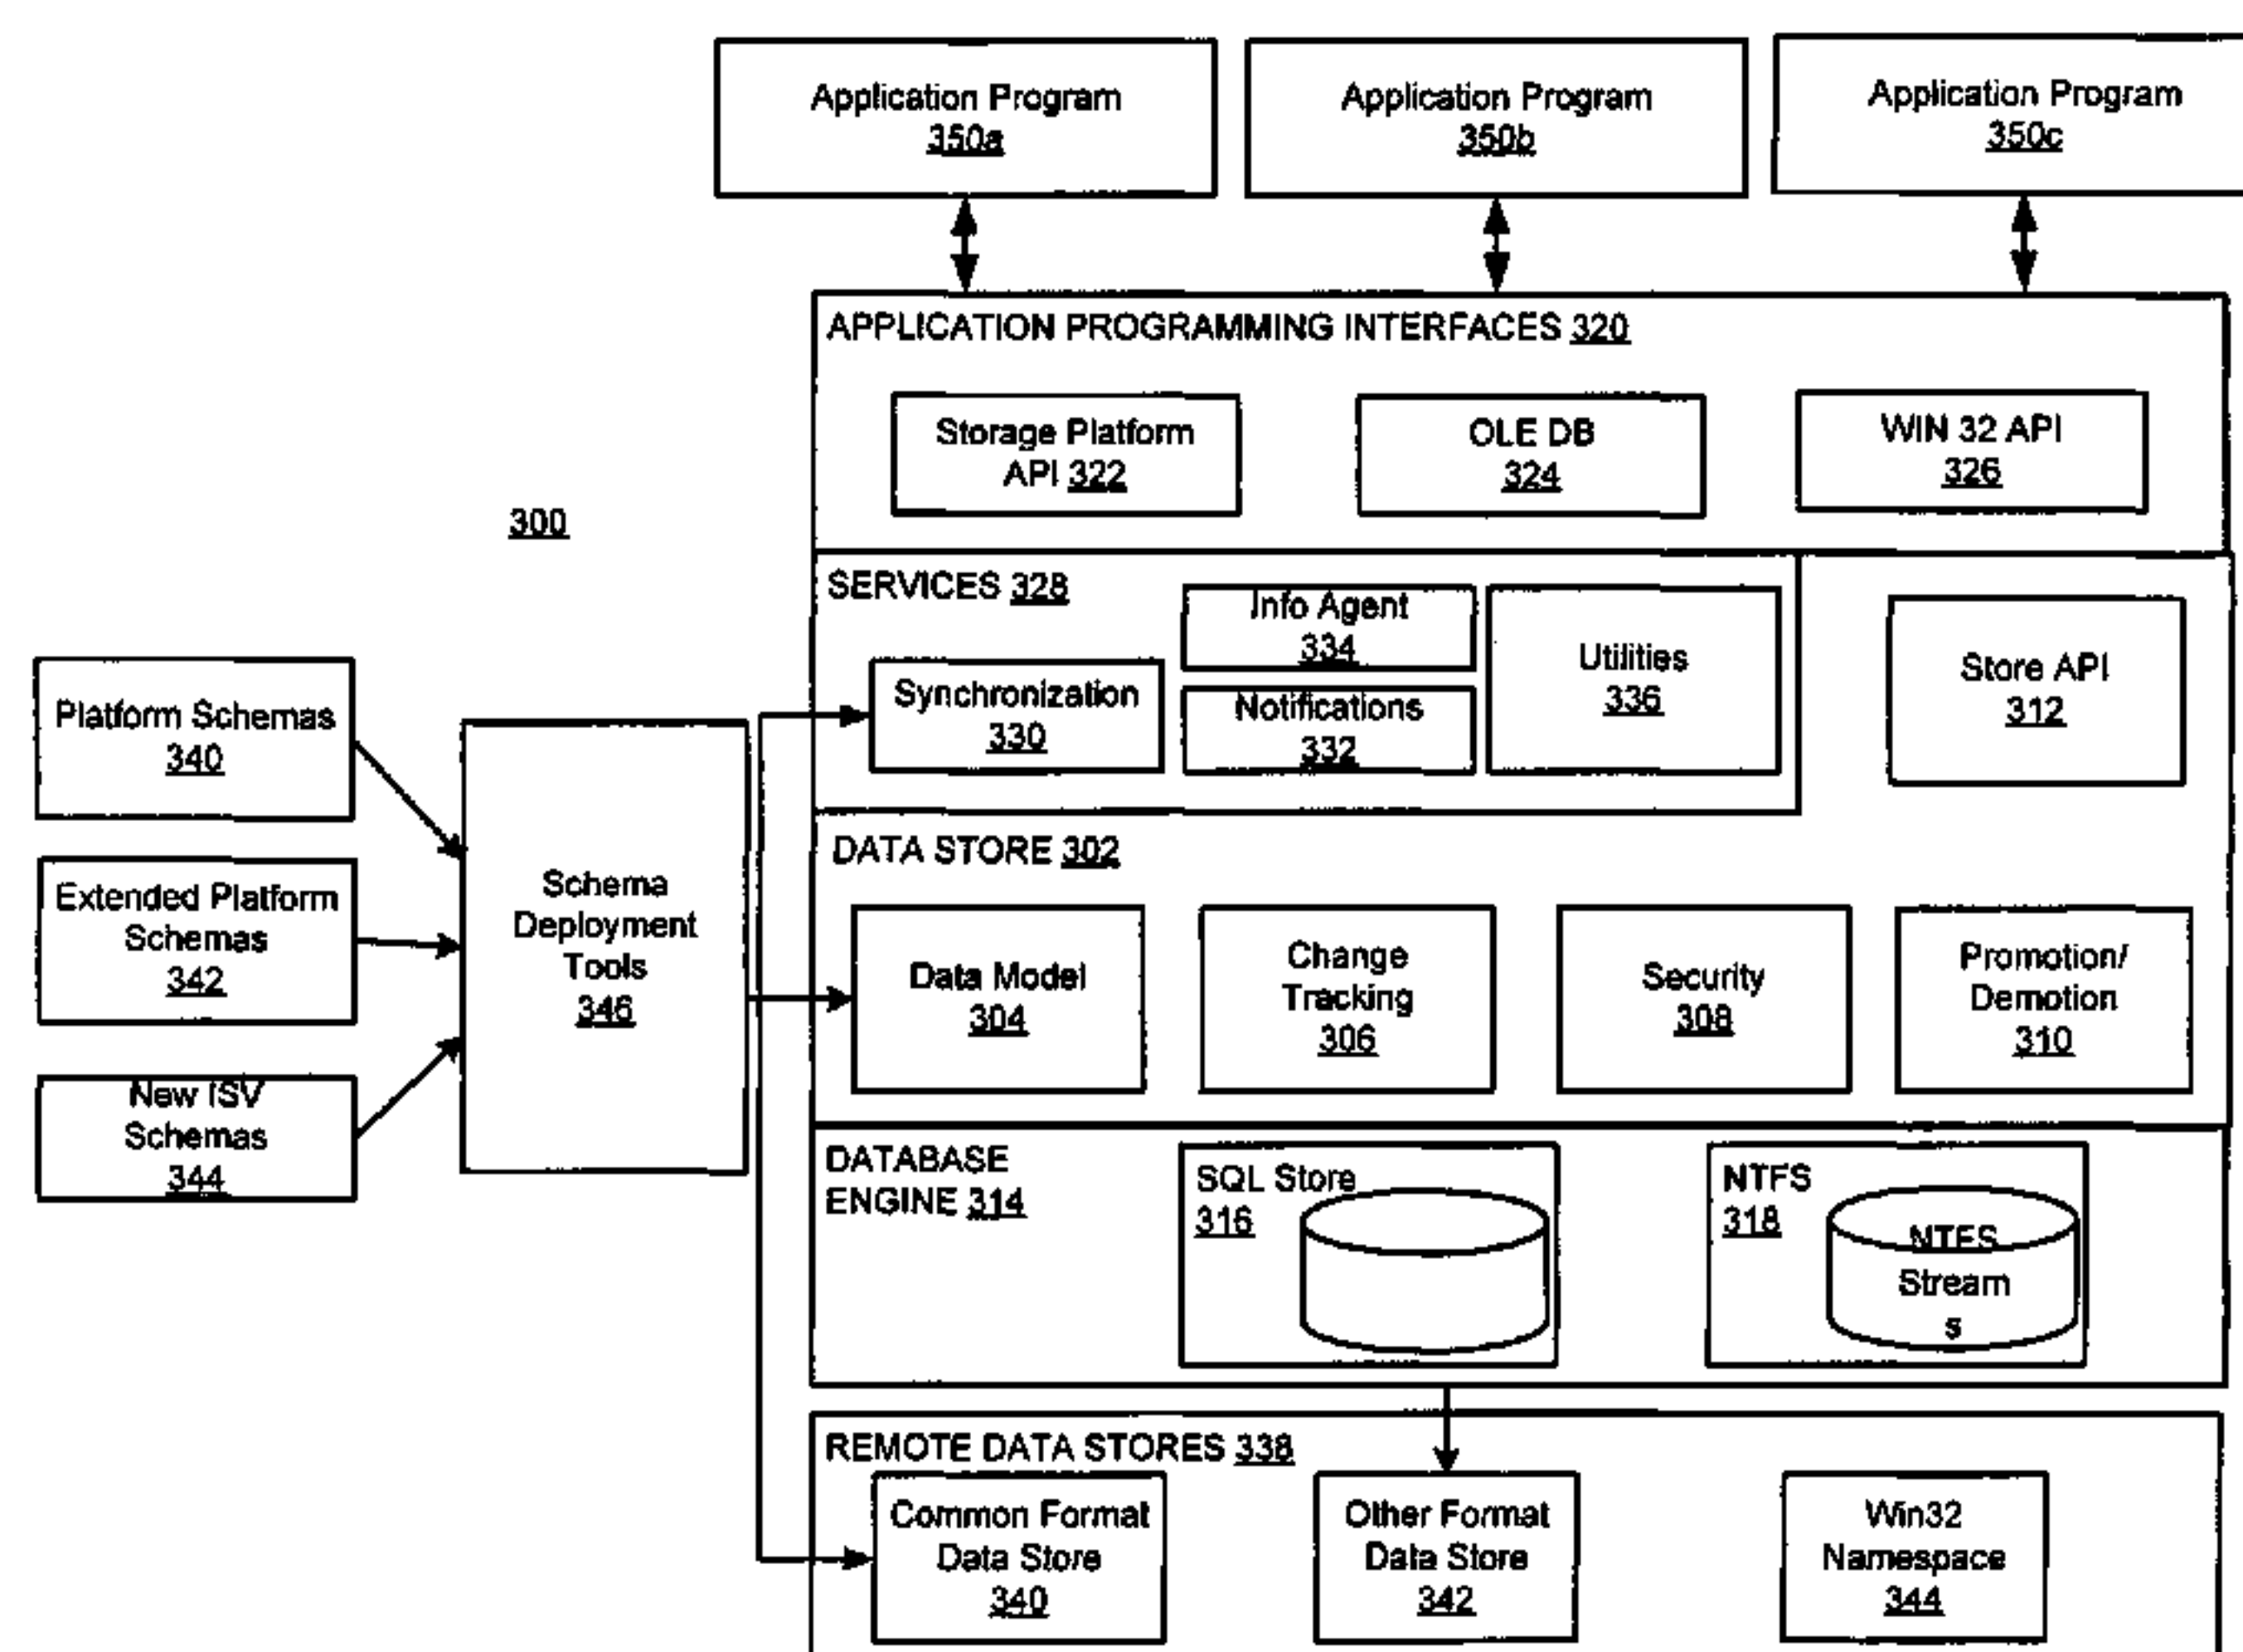 Application Program
350a
Application Program
350b
Application Program
350c
APPLICATION PROGRAMMING INTERFACES 320
Storage Platform
API 322
OLE DB
324
WIN 32 API
326
300
SERVICES 328
Info Agent
334
Utilities
336
Store API
312
Synchronization
330
Notifications
332
Platform Schemas
340
Extended Platform
Schemas
342
New ISV
Schemas
344
Schema
Deployment
Tools
346
DATA STORE 302
Data Model
304
Change
Tracking
306
Security
308
Promotion/
Demotion
310
DATABASE
ENGINE 314
SQL Store
316
NTFS
318
NTFS
Stream
s
REMOTE DATA STORES 338
Common Format
Data Store
340
Other Format
Data Store
342
Win32
Namespace
344